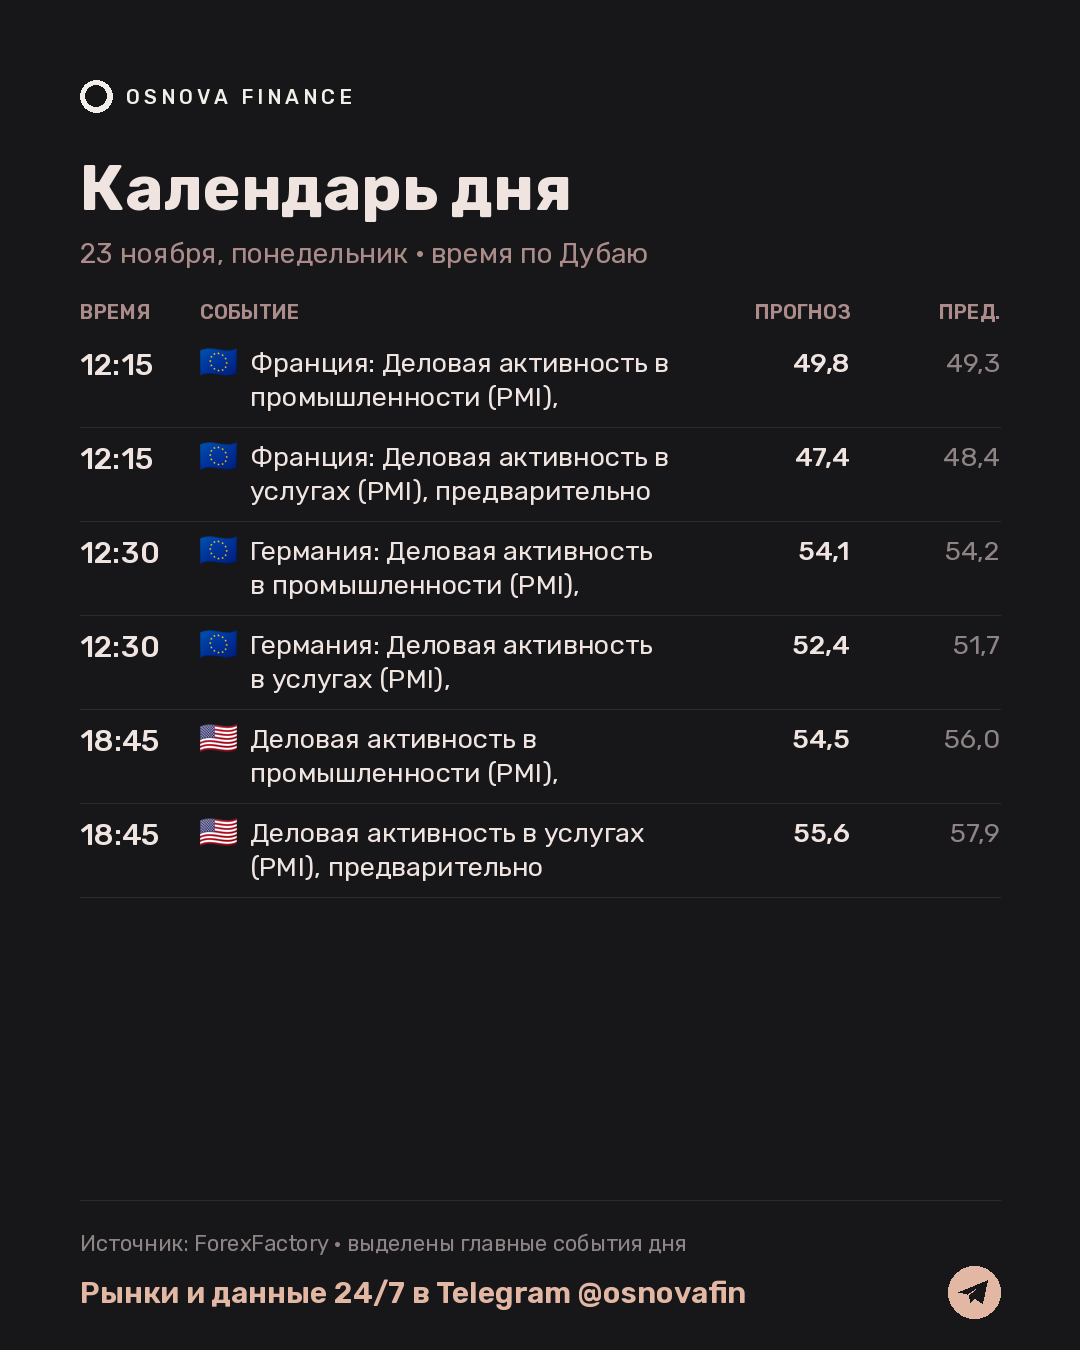 OSNOVA FINANCE
Календарь дня
23 ноября, понедельник • время по Дубаю
ВРЕМЯ СОБЫТИЕ ПРОГНОЗ ПРЕД.
12:15 Франция: Деловая активность в 49,8 49,3
промышленности (PMI),
12:15 Франция: Деловая активность в 47,4 48,4
услугах (PMI), предварительно
12:30 Германия: Деловая активность 54,1 54,2
в промышленности (PMI),
12:30 Германия: Деловая активность 52,4 51,7
в услугах (PMI),
18:45 Деловая активность в 54,5 56,0
промышленности (PMI),
18:45 Деловая активность в услугах 55,6 57,9
(PMI), предварительно
Источник: ForexFactory • выделены главные события дня
Рынки и данные 24/7 в Telegram @osnovafin